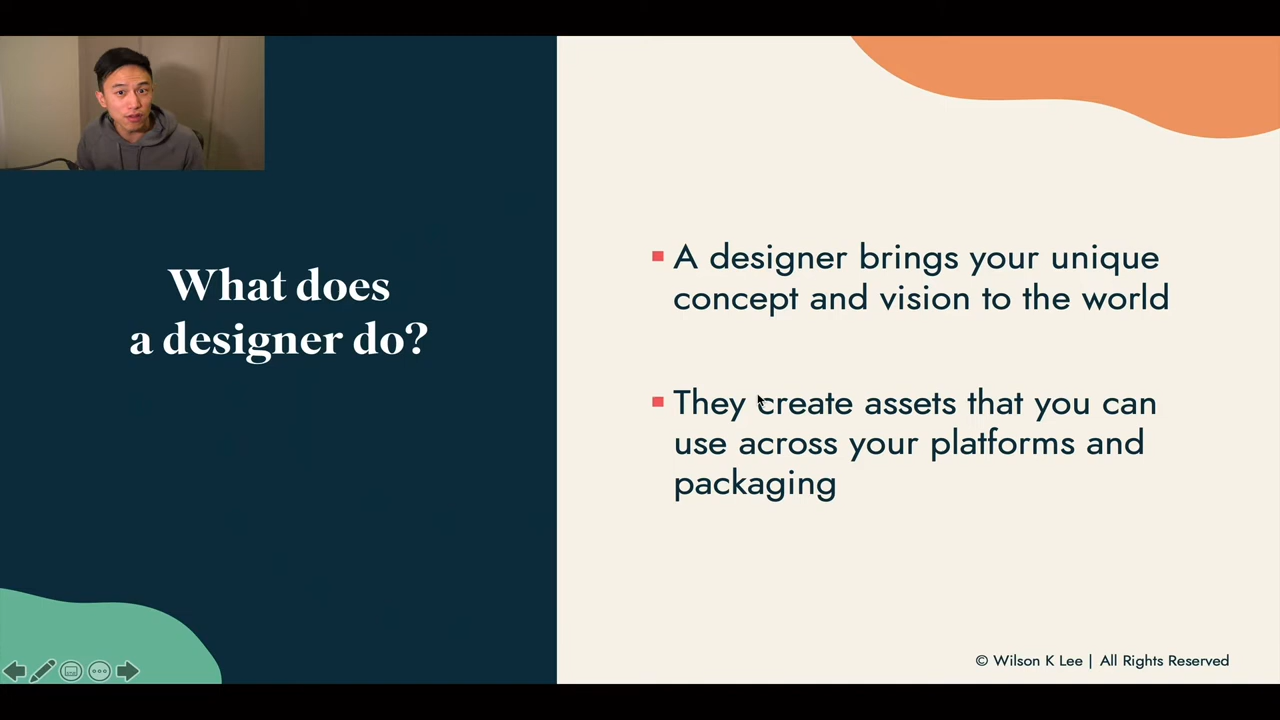 What does
a designer do?
A designer brings your unique
concept and vision to the world
They create assets that you can
use across your platforms and
packaging
© Wilson K Lee | All Rights Reserved